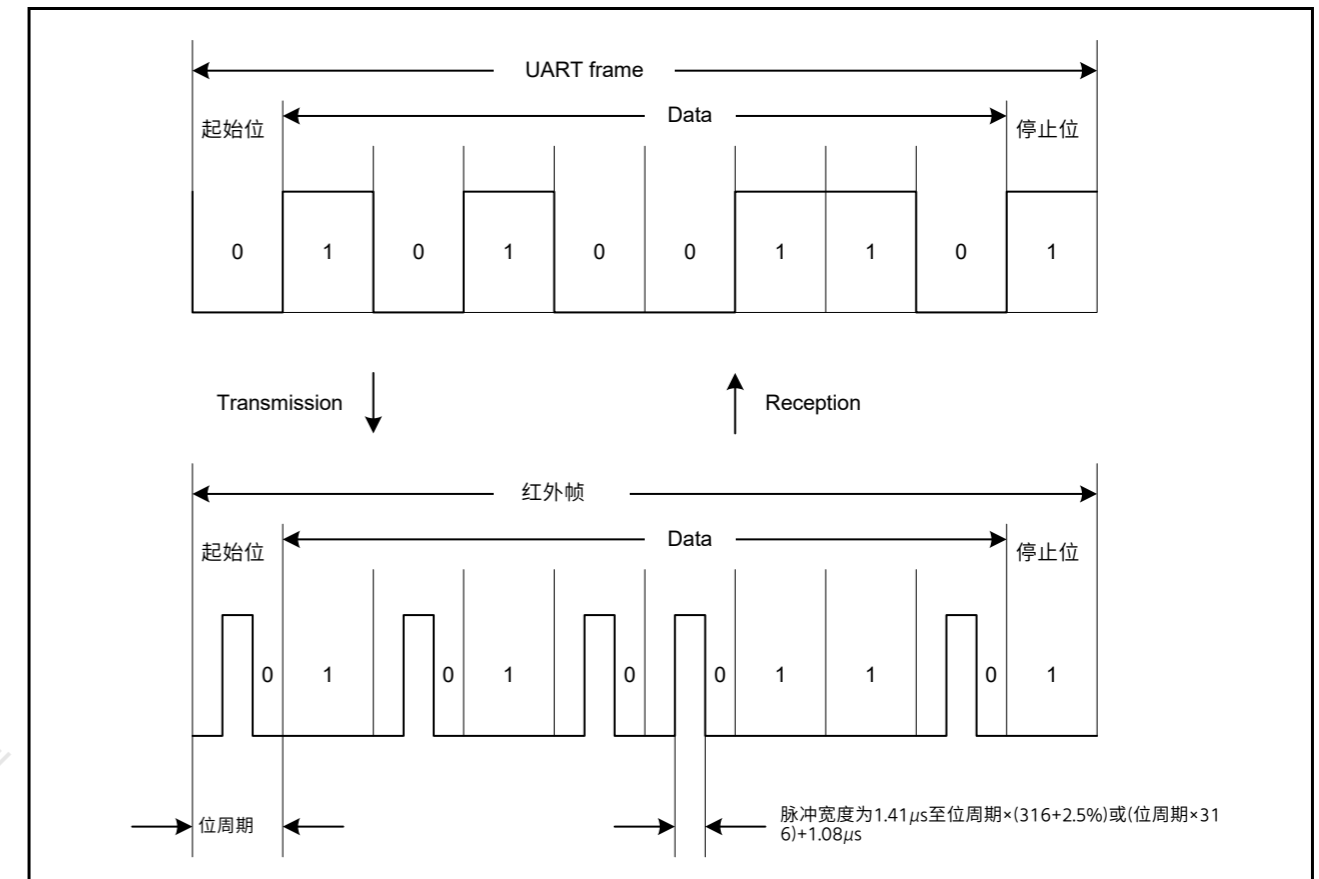 UART frame
Data
起始位
停止位
0 1 0 1 0 0 1 1 0 1
Transmission
Reception
红外帧
Data
起始位
停止位
0 1 0 1 0 0 1 1 0 1
位周期
脉冲宽度为1.41μs至位周期×(316+2.5%)或(位周期×31
6)+1.08μs